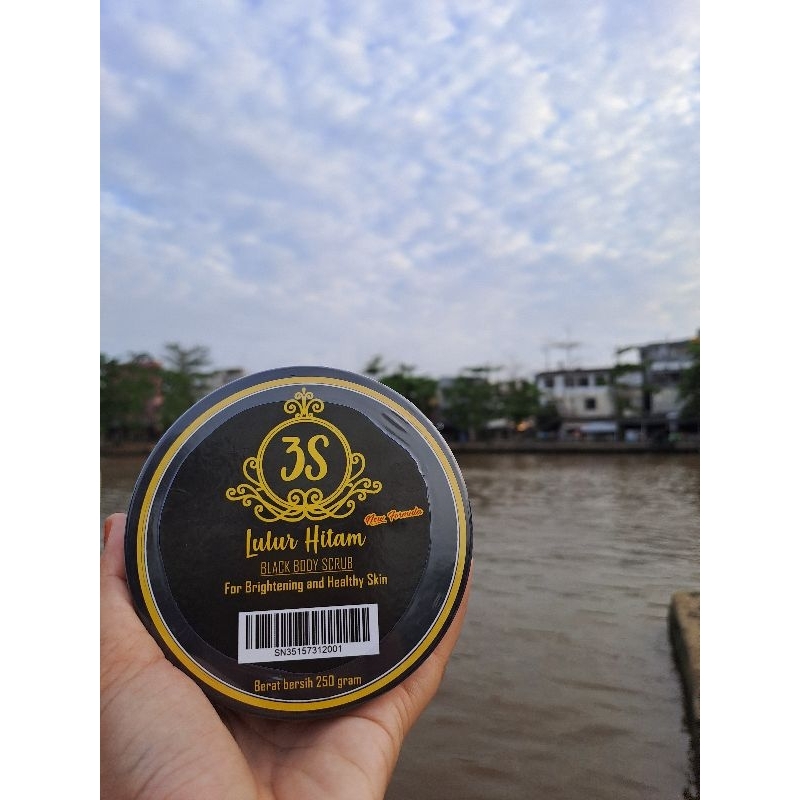 3S
New Formula
Lulur Hitam
BLACK BODY SCRUB
For Brightening and Healthy Skin
SN35157312001
Berat bersih 250 gram